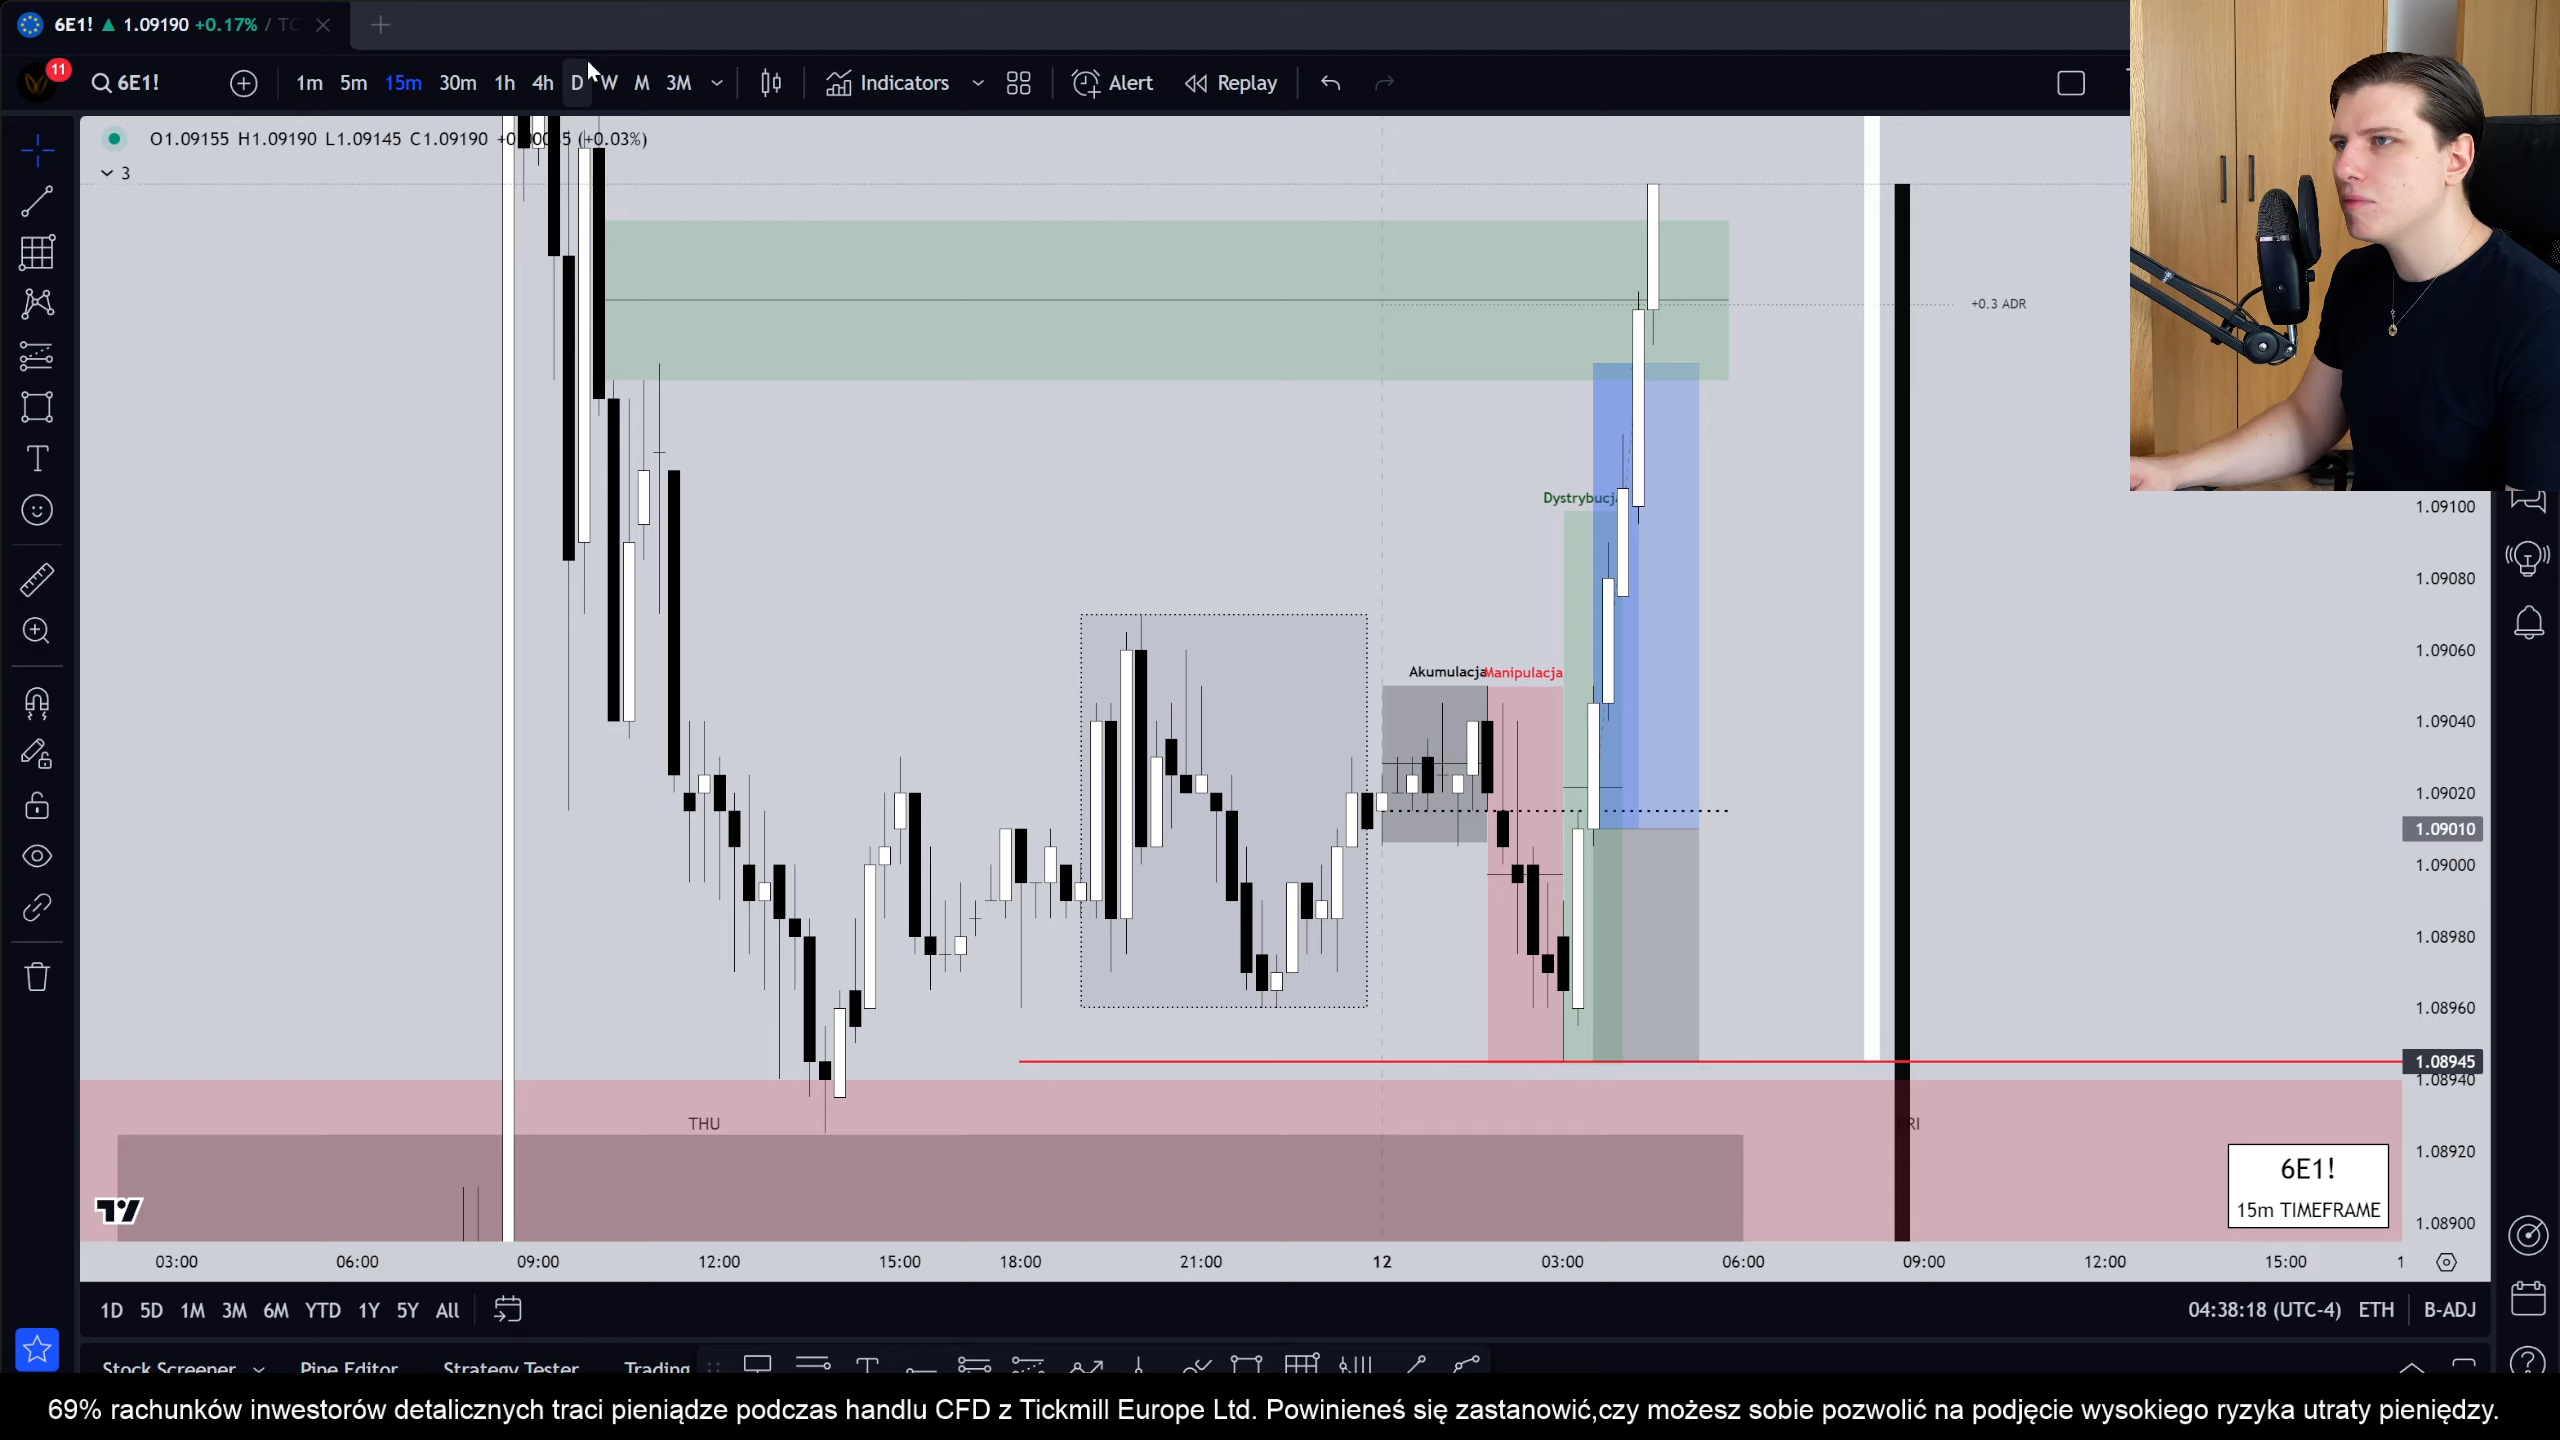 6E1! ▲ 1.09190 +0.17% / TC
11
6E1!
1m 5m 15m 30m 1h 4h D W M 3M
Indicators
Alert
Replay
O1.09155 H1.09190 L1.09145 C1.09190 (+0.03%)
3
+0.3 ADR
Dystrybucja
Akumulacja
Manipulacja
1.09100
1.09080
1.09060
1.09040
1.09020
1.09010
1.09000
1.08980
1.08960
1.08945
1.08940
1.08920
1.08900
THU
6E1!
15m TIMEFRAME
03:00 06:00 09:00 12:00 15:00 18:00 21:00 12 03:00 06:00 09:00 12:00 15:00 1
1D 5D 1M 3M 6M YTD 1Y 5Y All
04:38:18 (UTC-4) ETH B-ADJ
Stock Screener Pine Editor Strategy Tester Trading
69% rachunków inwestorów detalicznych traci pieniądze podczas handlu CFD z Tickmill Europe Ltd. Powinieneś się zastanowić,czy możesz sobie pozwolić na podjęcie wysokiego ryzyka utraty pieniędzy.